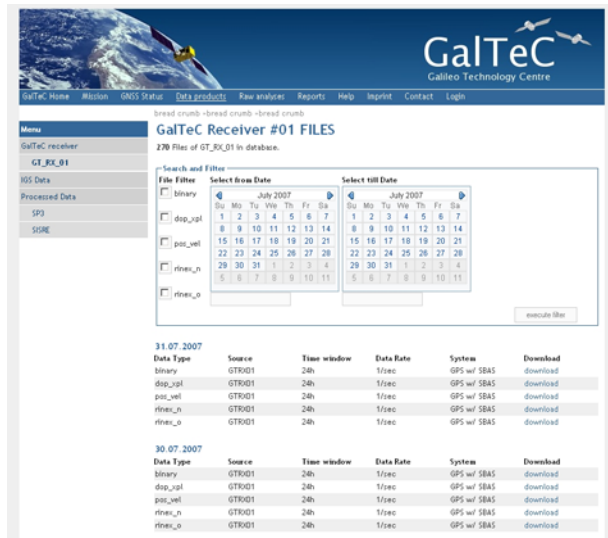 GalTeC
Galileo Technology Centre
GalTeC Home Mission GNSS Status Data products Raw analyses Reports Help Imprint Contact Login
bread crumb -bread crumb -bread crumb
Menu
GalTeC receiver
GT_RX_01
IGS Data
Processed Data
SP3
SISRE
GalTeC Receiver #01 FILES
270 Files of GT_RX_01 in database.
Search and Filter
File Filter Select from Date Select till Date
binary
dop_xpl
pos_vel
rinex_n
rinex_o
July 2007
Su Mo Tu We Th Fr Sa
1 2 3 4 5 6 7
8 9 10 11 12 13 14
15 16 17 18 19 20 21
22 23 24 25 26 27 28
29 30 31 1 2 3 4
5 6 7 8 9 10 11
July 2007
Su Mo Tu We Th Fr Sa
1 2 3 4 5 6 7
8 9 10 11 12 13 14
15 16 17 18 19 20 21
22 23 24 25 26 27 28
29 30 31 1 2 3 4
5 6 7 8 9 10 11
execute filter
31.07.2007
Data Type Source Time window Data Rate System Download
binary GTRX01 24h 1/sec GPS w/ SBAS download
dop_xpl GTRX01 24h 1/sec GPS w/ SBAS download
pos_vel GTRX01 24h 1/sec GPS w/ SBAS download
rinex_n GTRX01 24h 1/sec GPS w/ SBAS download
rinex_o GTRX01 24h 1/sec GPS w/ SBAS download
30.07.2007
Data Type Source Time window Data Rate System Download
binary GTRX01 24h 1/sec GPS w/ SBAS download
dop_xpl GTRX01 24h 1/sec GPS w/ SBAS download
pos_vel GTRX01 24h 1/sec GPS w/ SBAS download
rinex_n GTRX01 24h 1/sec GPS w/ SBAS download
rinex_o GTRX01 24h 1/sec GPS w/ SBAS download